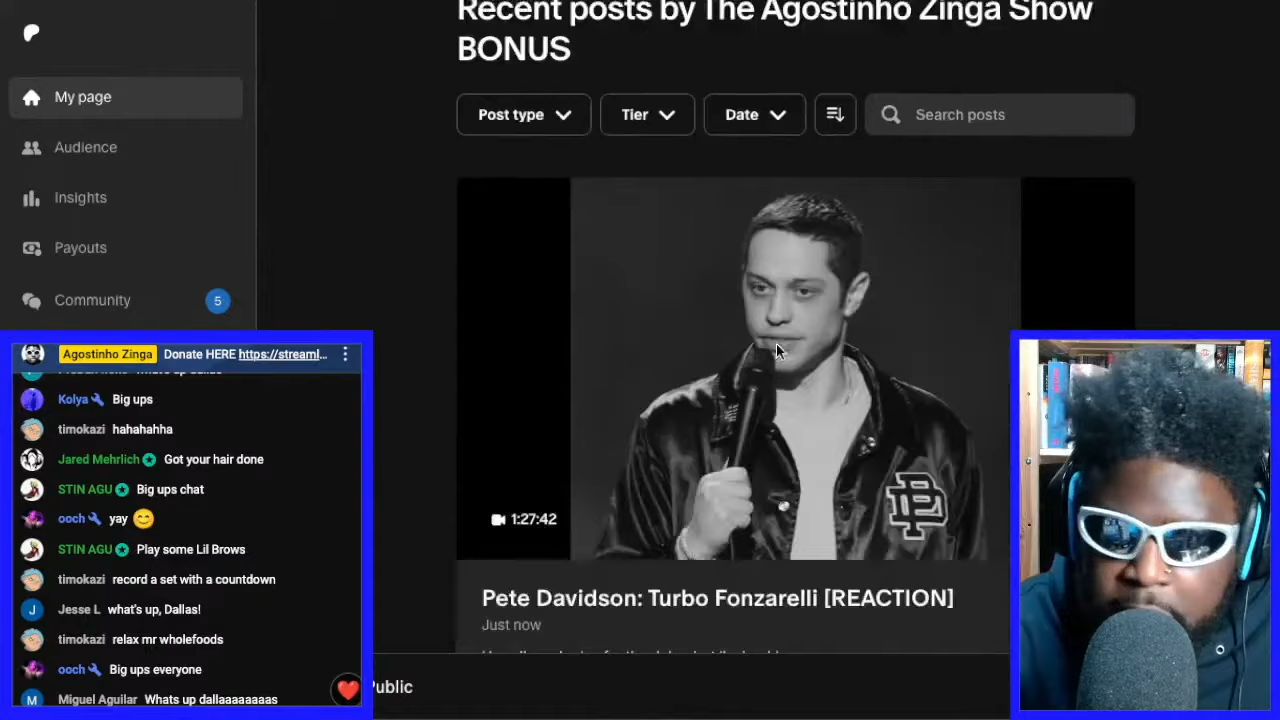 Recent posts by The Agostinho Zinga Show
BONUS
My page
Post type
Tier
Date
Search posts
Audience
Insights
Payouts
Community
5
1:27:42
Pete Davidson: Turbo Fonzarelli [REACTION]
Just now
Public
Agostinho Zinga Donate HERE https://streaml...
Kolya Big ups
timokazi hahahahha
Jared Mehrlich Got your hair done
STIN AGU Big ups chat
ooch yay 😊
STIN AGU Play some Lil Brows
timokazi record a set with a countdown
J Jesse L what's up, Dallas!
timokazi relax mr wholefoods
ooch Big ups everyone
M Miguel Aguilar Whats up dallaaaaaaaas